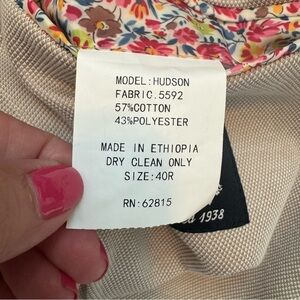 MODEL:HUDSON
FABRIC.5592
57%COTTON
43%POLYESTER
MADE IN ETHIOPIA
DRY CLEAN ONLY
SIZE:40R
RN:62815
1938